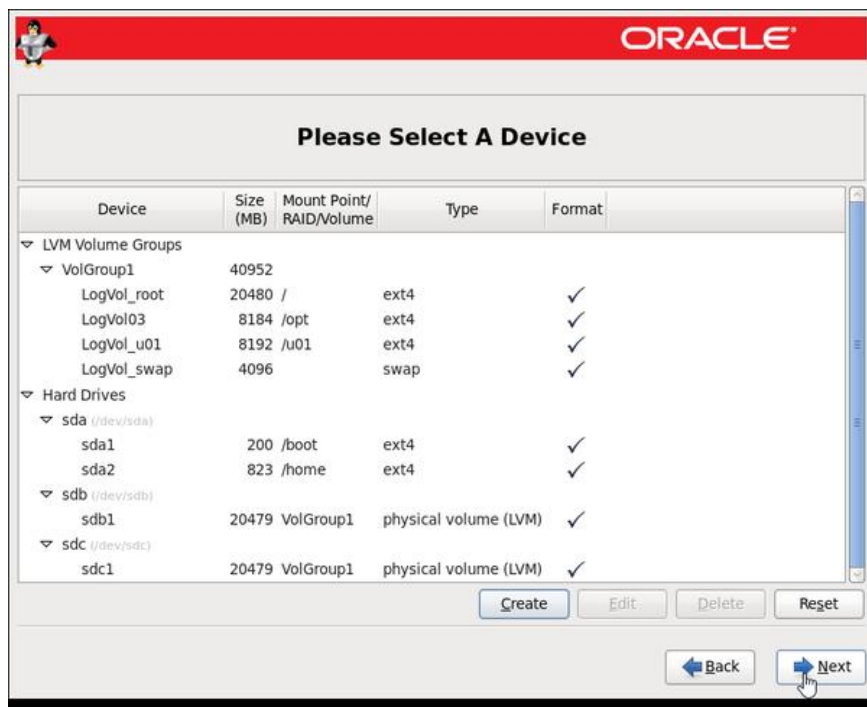 ORACLE®
Please Select A Device
Device Size (MB) Mount Point/ RAID/Volume Type Format
LVM Volume Groups
VolGroup1 40952
LogVol_root 20480 / ext4
LogVol03 8184 /opt ext4
LogVol_u01 8192 /u01 ext4
LogVol_swap 4096 swap
Hard Drives
sda (/dev/sda)
sda1 200 /boot ext4
sda2 823 /home ext4
sdb (/dev/sdb)
sdb1 20479 VolGroup1 physical volume (LVM)
sdc (/dev/sdc)
sdc1 20479 VolGroup1 physical volume (LVM)
Create Edit Delete Reset
Back Next